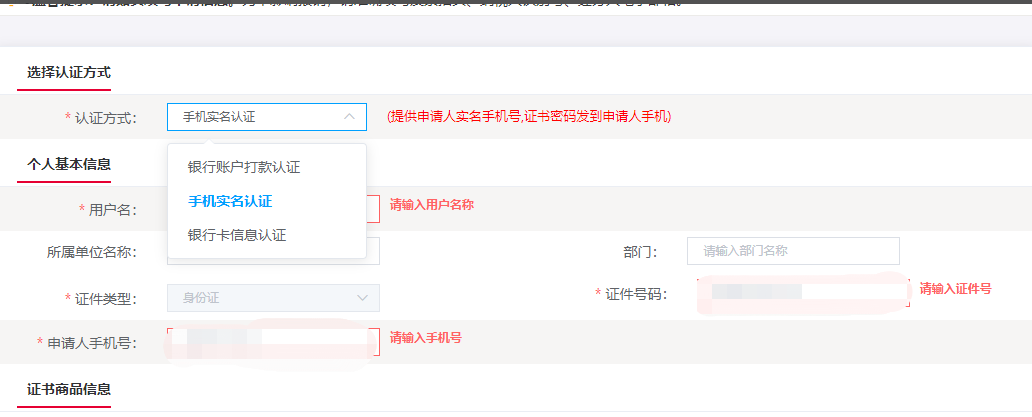 选择认证方式
* 认证方式： 手机实名认证 (提供申请人实名手机号,证书密码发到申请人手机)
银行账户打款认证
个人基本信息
手机实名认证
* 用户名： 请输入用户名称
银行卡信息认证
所属单位名称： 部门： 请输入部门名称
* 证件类型： 身份证 * 证件号码： 请输入证件号
* 申请人手机号： 请输入手机号
证书商品信息